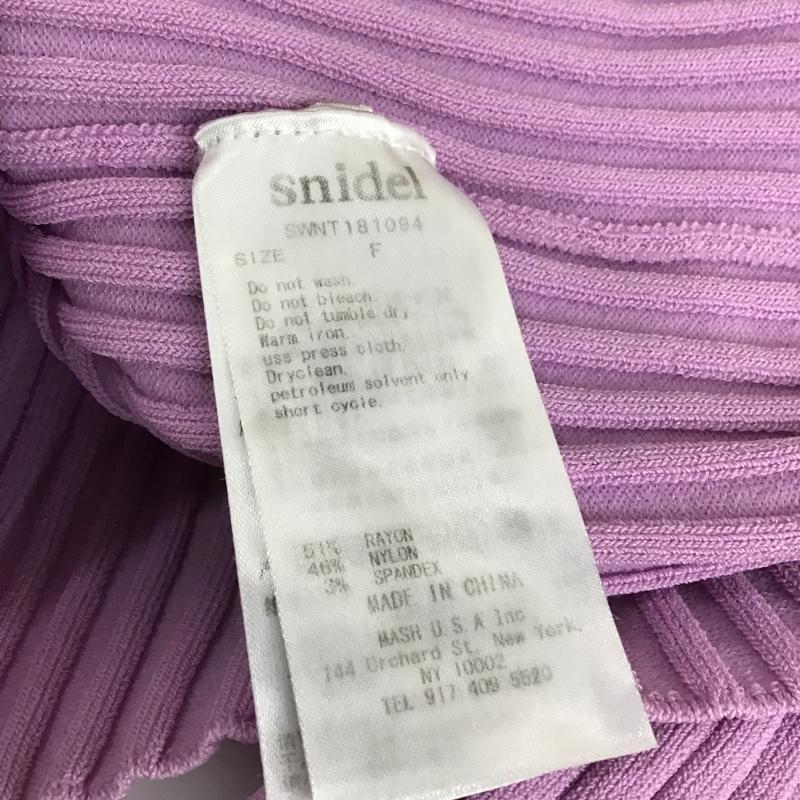 snidel
SWNT181094
SIZE F
Do not wash.
Do not bleach.
Do not tumble dry.
Warm iron.
uss press cloth.
Dryclean.
petroleum solvent only.
short cycle.
51% RAYON
46% NYLON
3% SPANDEX
MADE IN CHINA
MASH U.S.A Inc
144 Orchard St. New York.
NY 10002
TEL 917 409 5520